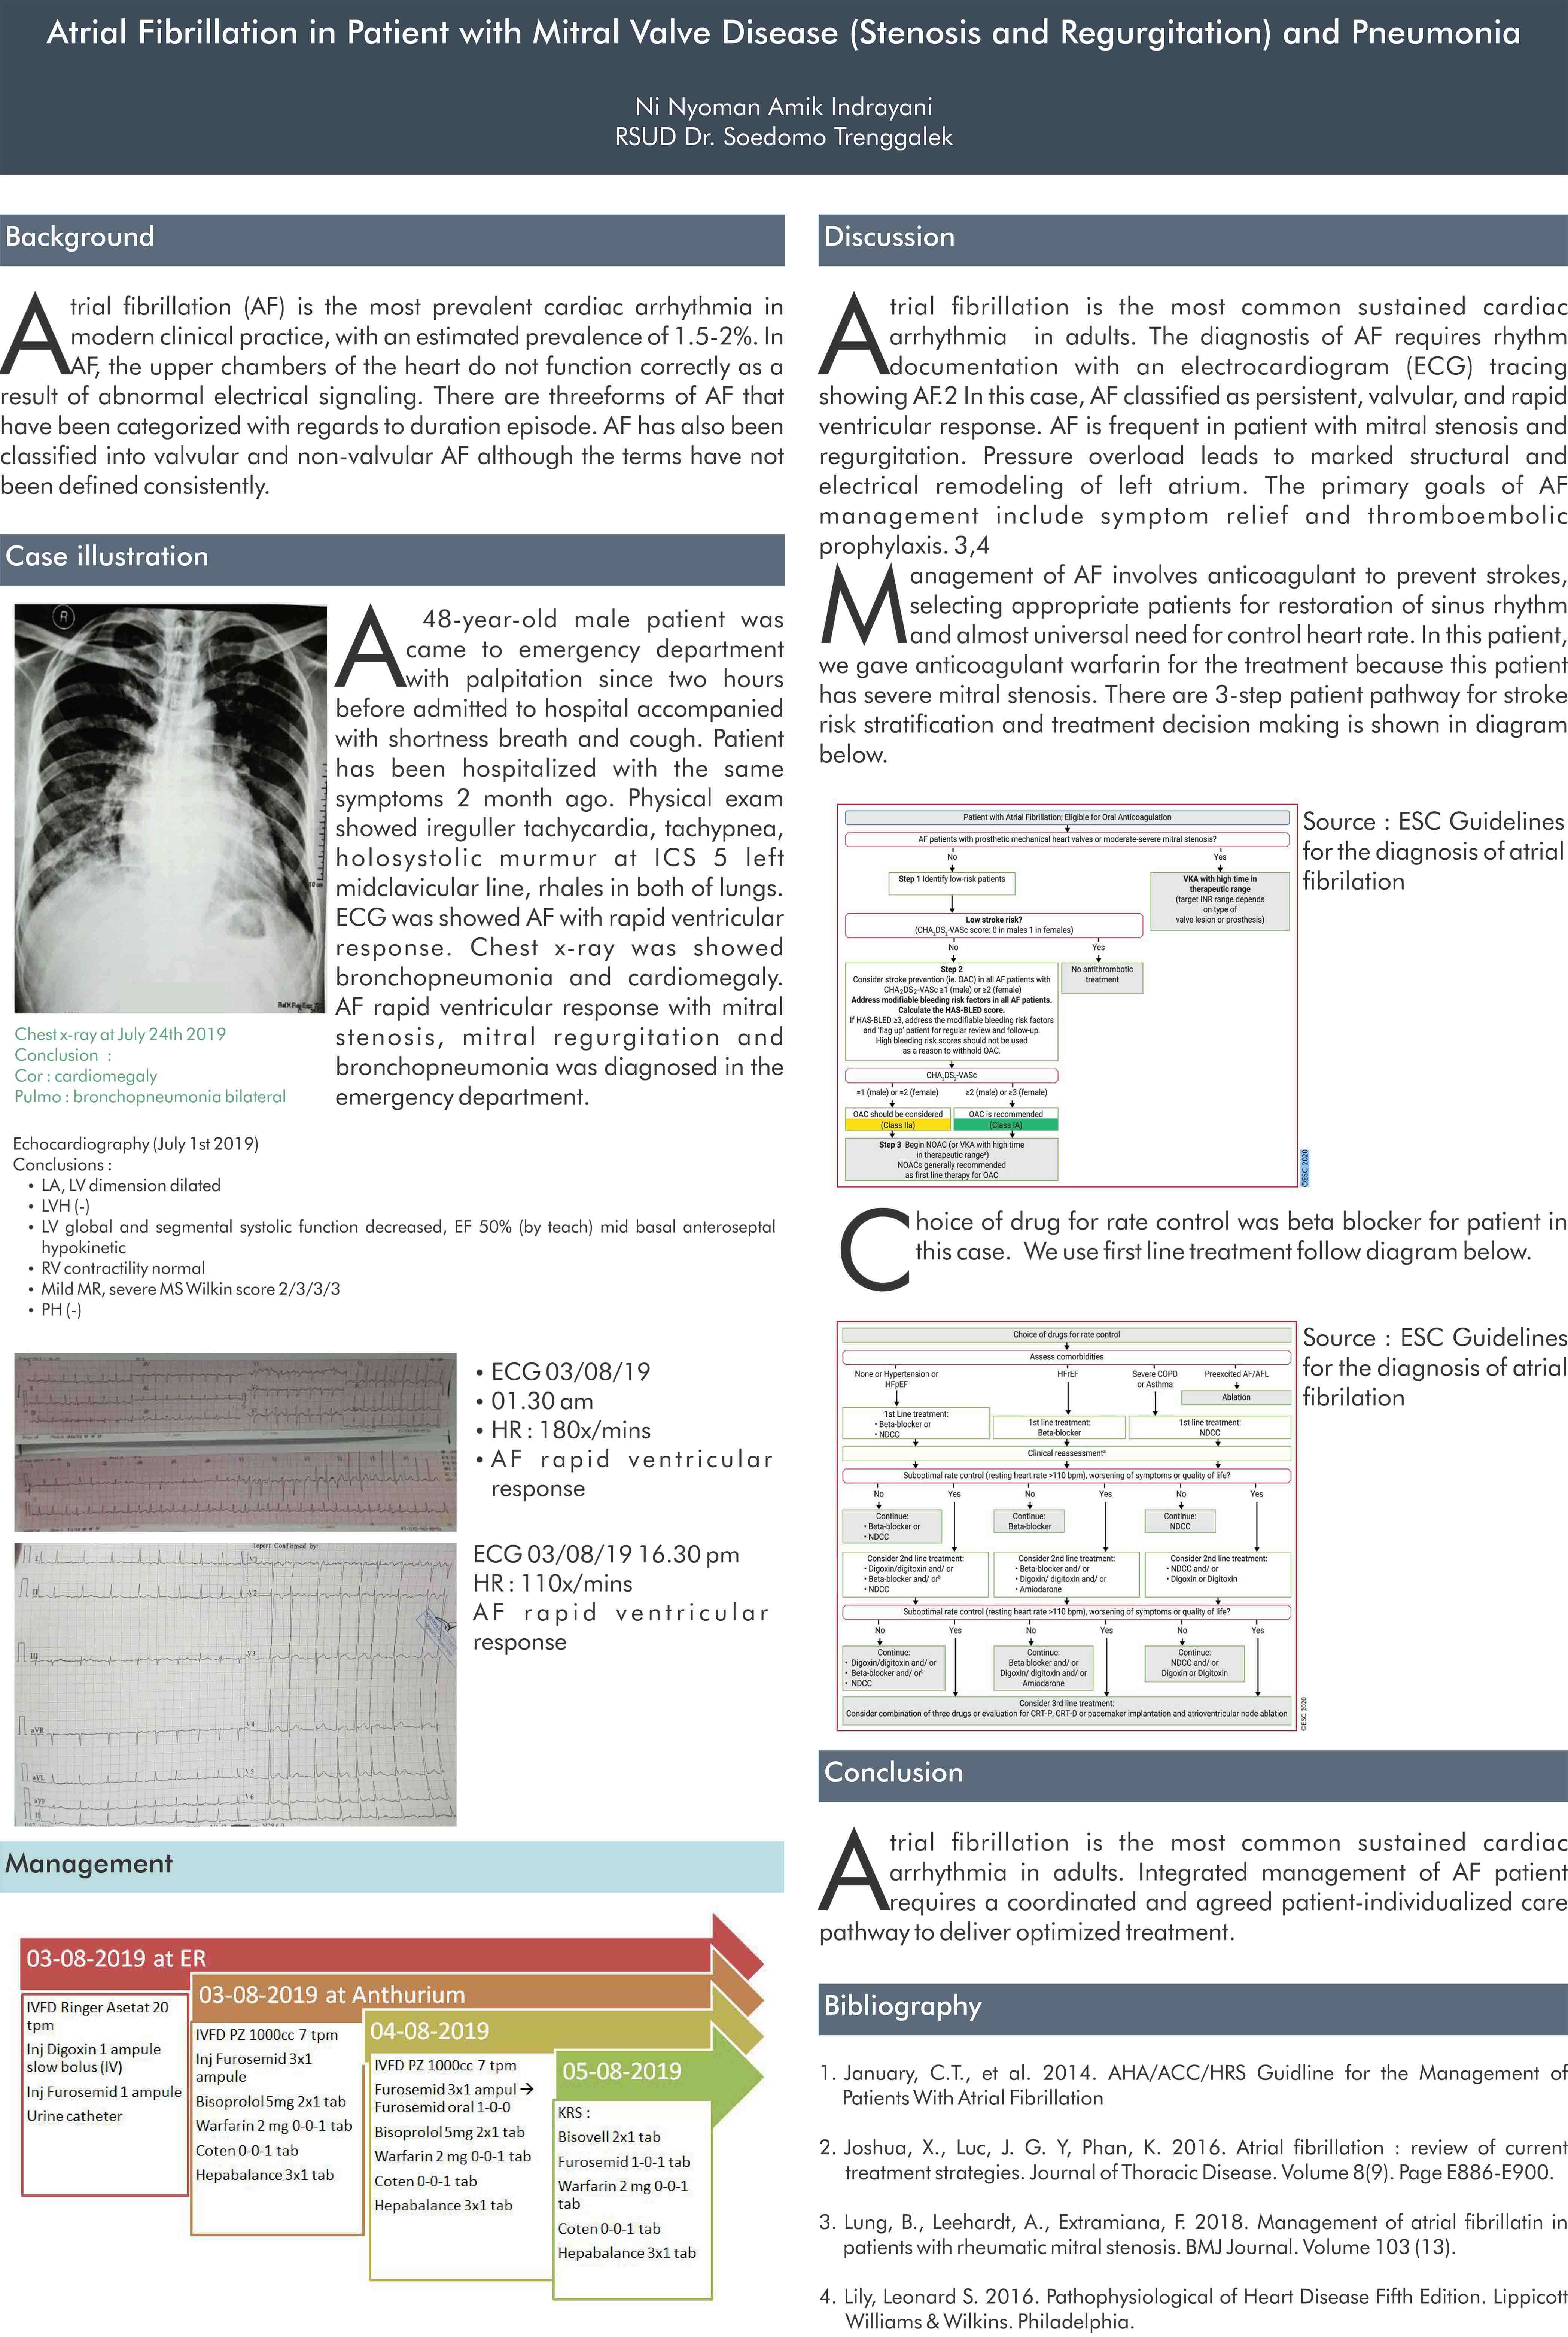 Atrial Fibrillation in Patient with Mitral Valve Disease (Stenosis and Regurgitation) and Pneumonia
Ni Nyoman Amik Indrayani
RSUD Dr. Soedomo Trenggalek
Background
Atrial fibrillation (AF) is the most prevalent cardiac arrhythmia in
modern clinical practice, with an estimated prevalence of 1.5-2%. In
AF, the upper chambers of the heart do not function correctly as a
result of abnormal electrical signaling. There are threeforms of AF that
have been categorized with regards to duration episode. AF has also been
classified into valvular and non-valvular AF although the terms have not
been defined consistently.
Case illustration
R
10 cm
A 48-year-old male patient was
came to emergency department
with palpitation since two hours
before admitted to hospital accompanied
with shortness breath and cough. Patient
has been hospitalized with the same
symptoms 2 month ago. Physical exam
showed ireguller tachycardia, tachypnea,
holosystolic murmur at ICS 5 left
midclavicular line, rhales in both of lungs.
ECG was showed AF with rapid ventricular
response. Chest x-ray was showed
bronchopneumonia and cardiomegaly.
AF rapid ventricular response with mitral
stenosis, mitral regurgitation and
bronchopneumonia was diagnosed in the
emergency department.
Chest x-ray at July 24th 2019
Conclusion :
Cor : cardiomegaly
Pulmo : bronchopneumonia bilateral
Echocardiography (July 1st 2019)
Conclusions :
• LA, LV dimension dilated
• LVH (-)
• LV global and segmental systolic function decreased, EF 50% (by teach) mid basal anteroseptal
hypokinetic
• RV contractility normal
• Mild MR, severe MS Wilkin score 2/3/3/3
• PH (-)
• ECG 03/08/19
• 01.30 am
• HR : 180x/mins
• AF rapid ventricular
response
Report Confirmed by:
I
V1
II
V2
III
V3
aVR
V4
aVL
V5
aVF
V6
II
ECG 03/08/19 16.30 pm
HR : 110x/mins
AF rapid ventricular
response
Management
03-08-2019 at ER
IVFD Ringer Asetat 20
tpm
Inj Digoxin 1 ampule
slow bolus (IV)
Inj Furosemid 1 ampule
Urine catheter
03-08-2019 at Anthurium
IVFD PZ 1000cc 7 tpm
Inj Furosemid 3x1
ampule
Bisoprolol 5mg 2x1 tab
Warfarin 2 mg 0-0-1 tab
Coten 0-0-1 tab
Hepabalance 3x1 tab
04-08-2019
IVFD PZ 1000cc 7 tpm
Furosemid 3x1 ampul →
Furosemid oral 1-0-0
Bisoprolol 5mg 2x1 tab
Warfarin 2 mg 0-0-1 tab
Coten 0-0-1 tab
Hepabalance 3x1 tab
05-08-2019
KRS :
Bisovell 2x1 tab
Furosemid 1-0-1 tab
Warfarin 2 mg 0-0-1
tab
Coten 0-0-1 tab
Hepabalance 3x1 tab
Discussion
Atrial fibrillation is the most common sustained cardiac
arrhythmia in adults. The diagnostis of AF requires rhythm
documentation with an electrocardiogram (ECG) tracing
showing AF.2 In this case, AF classified as persistent, valvular, and rapid
ventricular response. AF is frequent in patient with mitral stenosis and
regurgitation. Pressure overload leads to marked structural and
electrical remodeling of left atrium. The primary goals of AF
management include symptom relief and thromboembolic
prophylaxis. 3,4
Management of AF involves anticoagulant to prevent strokes,
selecting appropriate patients for restoration of sinus rhythm
and almost universal need for control heart rate. In this patient,
we gave anticoagulant warfarin for the treatment because this patient
has severe mitral stenosis. There are 3-step patient pathway for stroke
risk stratification and treatment decision making is shown in diagram
below.
Patient with Atrial Fibrillation; Eligible for Oral Anticoagulation
AF patients with prosthetic mechanical heart valves or moderate-severe mitral stenosis?
No
Yes
Step 1 Identify low-risk patients
VKA with high time in
therapeutic range
(target INR range depends
on type of
valve lesion or prosthesis)
Low stroke risk?
(CHA2DS2-VASc score: 0 in males 1 in females)
No
Yes
Step 2
Consider stroke prevention (ie. OAC) in all AF patients with
CHA2DS2-VASc ≥1 (male) or ≥2 (female)
Address modifiable bleeding risk factors in all AF patients.
Calculate the HAS-BLED score.
If HAS-BLED ≥3, address the modifiable bleeding risk factors
and 'flag up' patient for regular review and follow-up.
High bleeding risk scores should not be used
as a reason to withhold OAC.
No antithrombotic
treatment
CHA2DS2-VASc
=1 (male) or =2 (female)
≥2 (male) or ≥3 (female)
OAC should be considered
(Class IIa)
OAC is recommended
(Class IA)
Step 3 Begin NOAC (or VKA with high time
in therapeutic rangeª)
NOACs generally recommended
as first line therapy for OAC
©ESC 2020
Source : ESC Guidelines
for the diagnosis of atrial
fibrilation
Choice of drug for rate control was beta blocker for patient in
this case. We use first line treatment follow diagram below.
Choice of drugs for rate control
Assess comorbidities
None or Hypertension or
HFpEF
HFrEF
Severe COPD
or Asthma
Preexcited AF/AFL
Ablation
1st Line treatment:
• Beta-blocker or
• NDCC
1st line treatment:
Beta-blocker
1st line treatment:
NDCC
Clinical reassessmentª
Suboptimal rate control (resting heart rate >110 bpm), worsening of symptoms or quality of life?
No
Yes
No
Yes
No
Yes
Continue:
• Beta-blocker or
• NDCC
Continue:
Beta-blocker
Continue:
NDCC
Consider 2nd line treatment:
• Digoxin/digitoxin and/ or
• Beta-blocker and/ orᵇ
• NDCC
Consider 2nd line treatment:
• Beta-blocker and/ or
• Digoxin/ digitoxin and/ or
• Amiodarone
Consider 2nd line treatment:
• NDCC and/ or
• Digoxin or Digitoxin
Suboptimal rate control (resting heart rate >110 bpm), worsening of symptoms or quality of life?
No
Yes
No
Yes
No
Yes
Continue:
• Digoxin/digitoxin and/ or
• Beta-blocker and/ orᵇ
• NDCC
Continue:
Beta-blocker and/ or
Digoxin/ digitoxin and/ or
Amiodarone
Continue:
NDCC and/ or
Digoxin or Digitoxin
Consider 3rd line treatment:
Consider combination of three drugs or evaluation for CRT-P, CRT-D or pacemaker implantation and atrioventricular node ablation
©ESC 2020
Source : ESC Guidelines
for the diagnosis of atrial
fibrilation
Conclusion
Atrial fibrillation is the most common sustained cardiac
arrhythmia in adults. Integrated management of AF patient
requires a coordinated and agreed patient-individualized care
pathway to deliver optimized treatment.
Bibliography
1. January, C.T., et al. 2014. AHA/ACC/HRS Guidline for the Management of
Patients With Atrial Fibrillation
2. Joshua, X., Luc, J. G. Y, Phan, K. 2016. Atrial fibrillation : review of current
treatment strategies. Journal of Thoracic Disease. Volume 8(9). Page E886-E900.
3. Lung, B., Leehardt, A., Extramiana, F. 2018. Management of atrial fibrillatin in
patients with rheumatic mitral stenosis. BMJ Journal. Volume 103 (13).
4. Lily, Leonard S. 2016. Pathophysiological of Heart Disease Fifth Edition. Lippicott
Williams & Wilkins. Philadelphia.